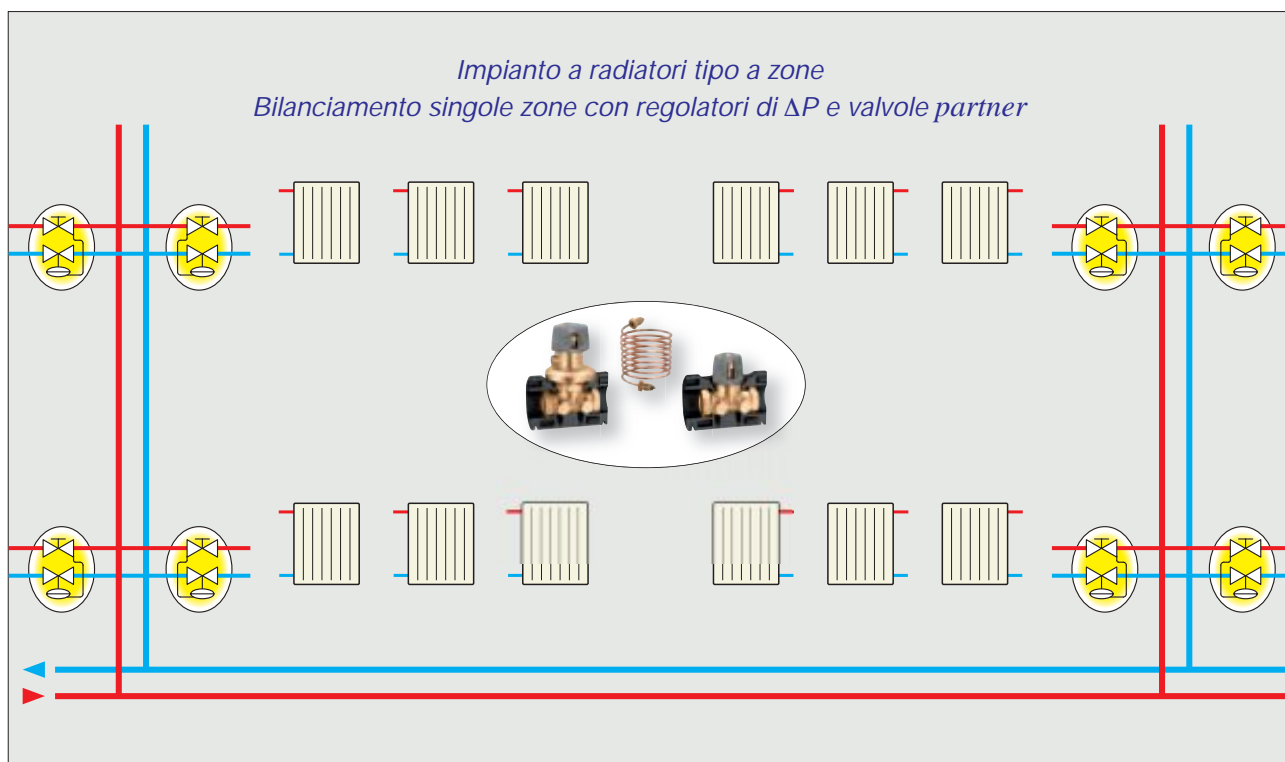 Impianto a radiatori tipo a zone
Bilanciamento singole zone con regolatori di ΔP e valvole partner